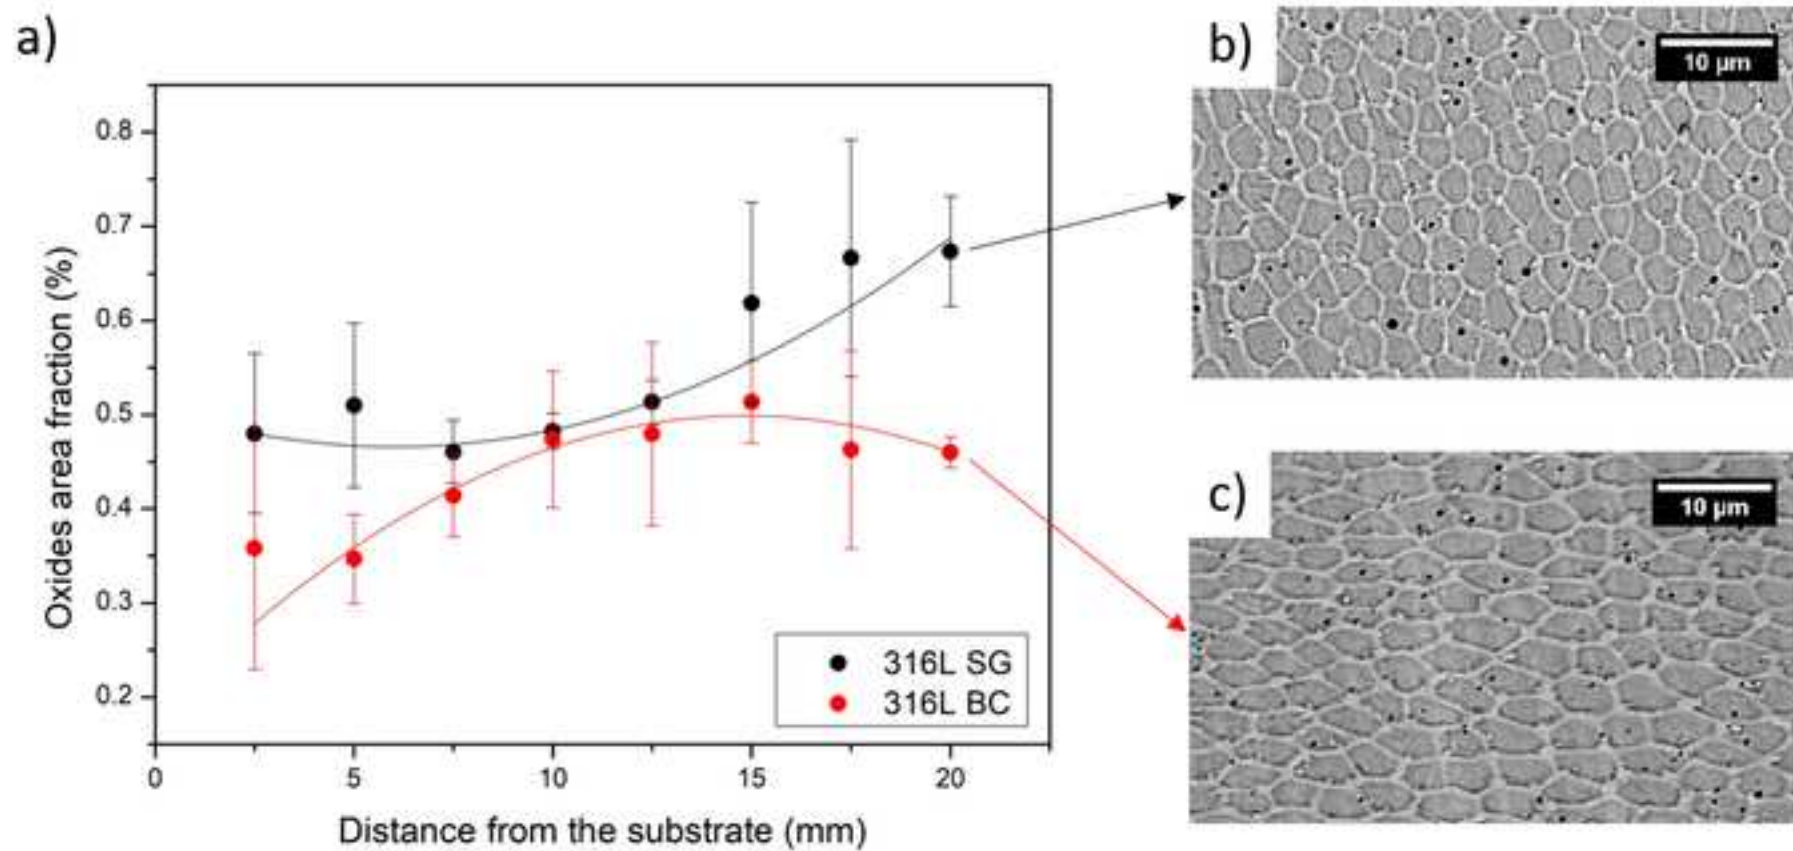 a)
0.8
0.7
0.6
0.5
0.4
0.3
0.2
Oxides area fraction (%)
0 5 10 15 20
Distance from the substrate (mm)
316L SG
316L BC
b)
10 µm
c)
10 µm